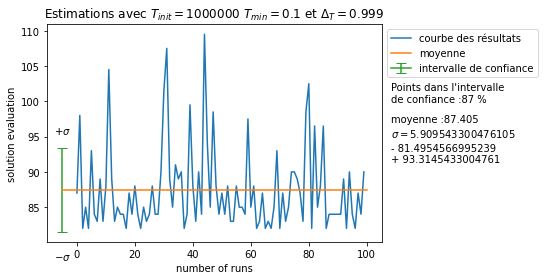 Estimations avec T_init = 1000000 T_min = 0.1 et Δ_T = 0.999
solution evaluation
110
105
100
95
90
85
+σ
−σ
0
20
40
60
80
100
number of runs
courbe des résultats
moyenne
intervalle de confiance
Points dans l'intervalle
de confiance :87 %
moyenne :87.405
σ = 5.909543300476105
- 81.4954566995239
+ 93.3145433004761